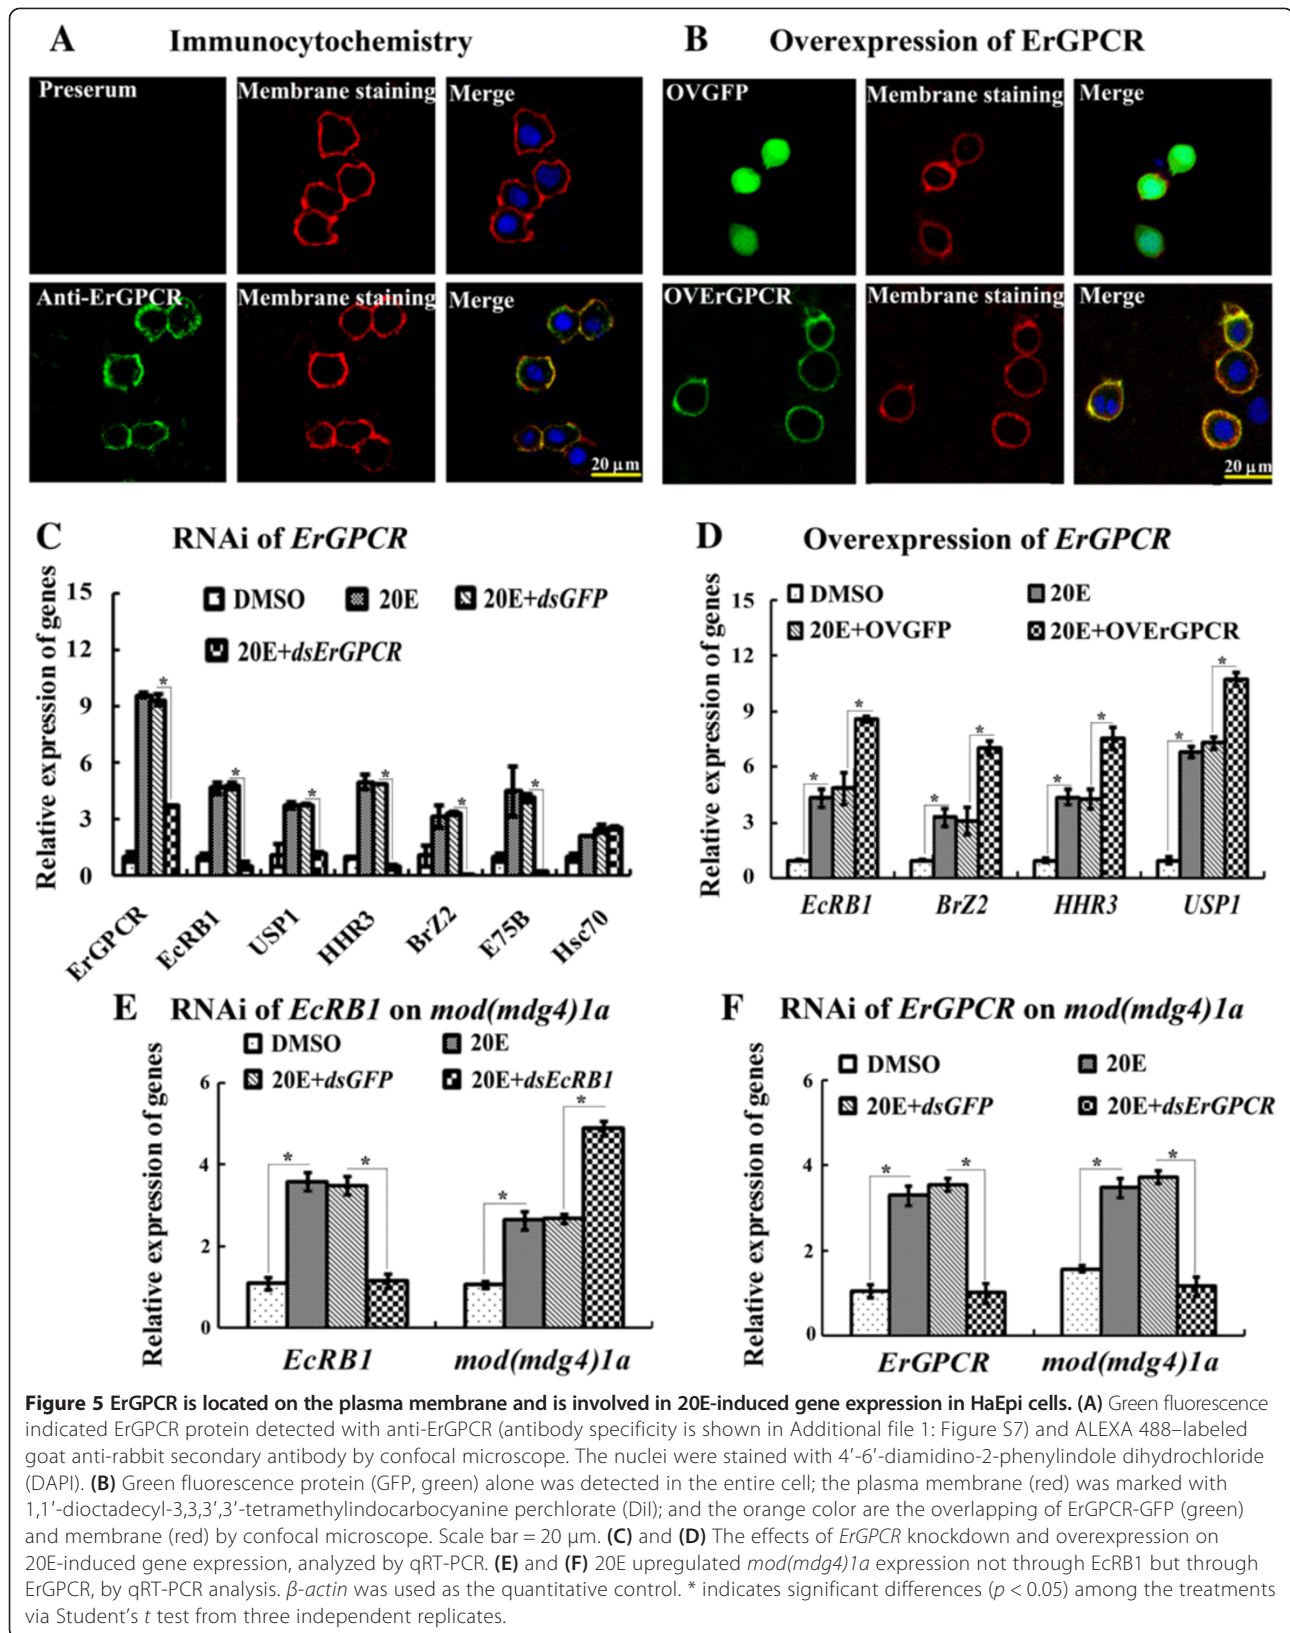 A Immunocytochemistry
Preserum
Membrane staining
Merge
Anti-ErGPCR
Membrane staining
Merge
20 μm
B Overexpression of ErGPCR
OVGFP
Membrane staining
Merge
OVErGPCR
Membrane staining
Merge
20 μm
C RNAi of ErGPCR
DMSO 20E 20E+dsGFP
20E+dsErGPCR
Relative expression of genes
15
12
9
6
3
0
* * * * * *
ErGPCR EcRB1 USP1 HHR3 BrZ2 E75B Hsc70
D Overexpression of ErGPCR
DMSO 20E
20E+OVGFP 20E+OVErGPCR
Relative expression of genes
15
12
9
6
3
0
* * * * * * * *
EcRB1 BrZ2 HHR3 USP1
E RNAi of EcRB1 on mod(mdg4)1a
DMSO 20E
20E+dsGFP 20E+dsEcRB1
Relative expression of genes
6
4
2
0
* * * *
EcRB1 mod(mdg4)1a
F RNAi of ErGPCR on mod(mdg4)1a
DMSO 20E
20E+dsGFP 20E+dsErGPCR
Relative expression of genes
6
4
2
0
* * * *
ErGPCR mod(mdg4)1a
Figure 5 ErGPCR is located on the plasma membrane and is involved in 20E-induced gene expression in HaEpi cells. (A) Green fluorescence
indicated ErGPCR protein detected with anti-ErGPCR (antibody specificity is shown in Additional file 1: Figure S7) and ALEXA 488–labeled
goat anti-rabbit secondary antibody by confocal microscope. The nuclei were stained with 4′-6′-diamidino-2-phenylindole dihydrochloride
(DAPI). (B) Green fluorescence protein (GFP, green) alone was detected in the entire cell; the plasma membrane (red) was marked with
1,1′-dioctadecyl-3,3,3′,3′-tetramethylindocarbocyanine perchlorate (DiI); and the orange color are the overlapping of ErGPCR-GFP (green)
and membrane (red) by confocal microscope. Scale bar = 20 μm. (C) and (D) The effects of ErGPCR knockdown and overexpression on
20E-induced gene expression, analyzed by qRT-PCR. (E) and (F) 20E upregulated mod(mdg4)1a expression not through EcRB1 but through
ErGPCR, by qRT-PCR analysis. β-actin was used as the quantitative control. * indicates significant differences (p < 0.05) among the treatments
via Student's t test from three independent replicates.